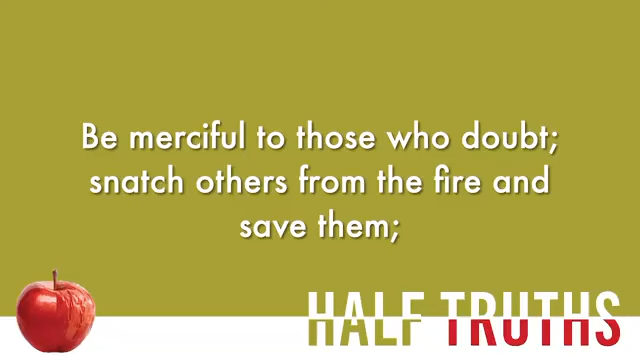 Be merciful to those who doubt;
snatch others from the fire and
save them;
HALF TRUTHS